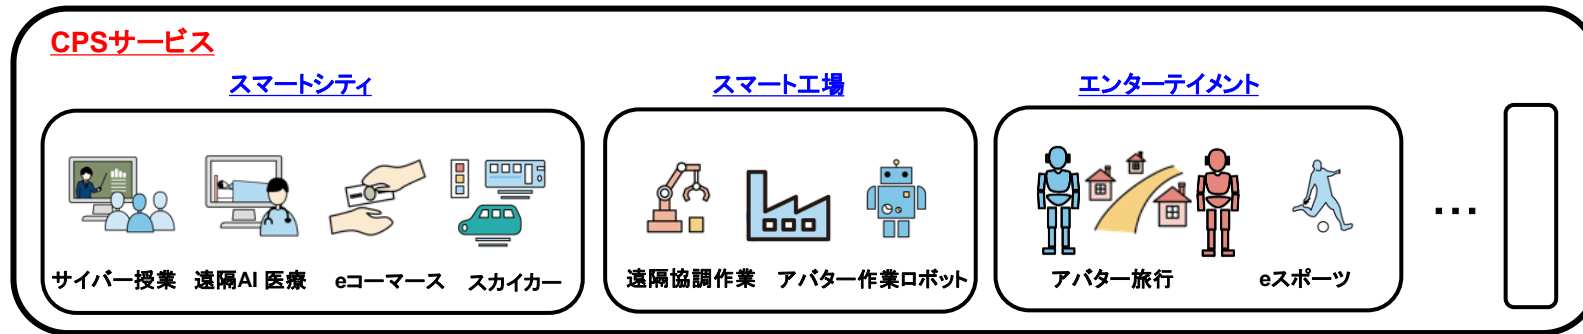 CPSサービス
スマートシティ
スマート工場
エンターテイメント
サイバー授業
遠隔AI 医療
eコーマース
スカイカー
遠隔協調作業
アバター作業ロボット
アバター旅行
eスポーツ
...